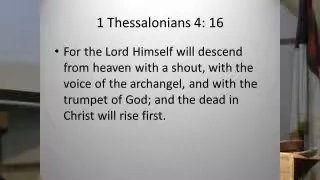 1 Thessalonians 4: 16
• For the Lord Himself will descend
from heaven with a shout, with the
voice of the archangel, and with the
trumpet of God; and the dead in
Christ will rise first.